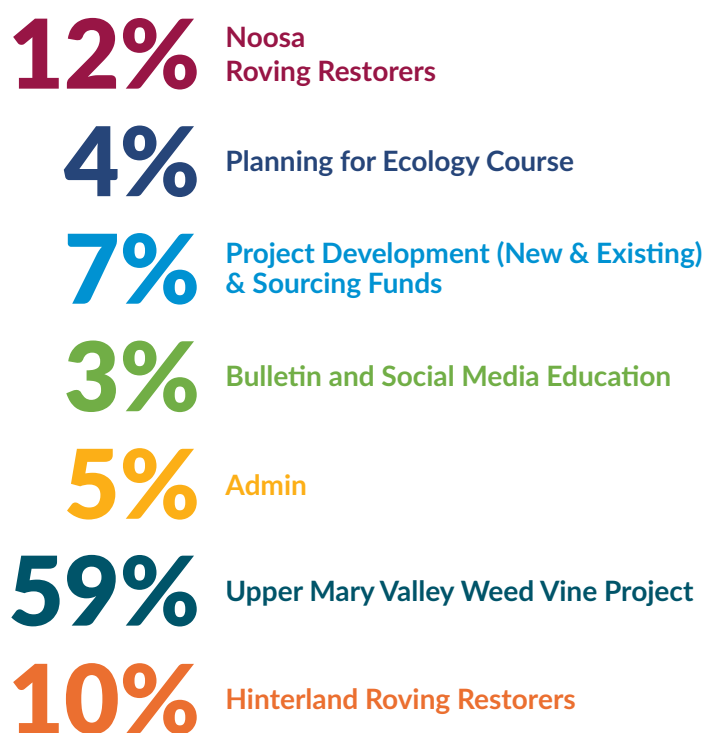 12%
Noosa
Roving Restorers
4%
Planning for Ecology Course
7%
Project Development (New & Existing)
& Sourcing Funds
3%
Bulletin and Social Media Education
5%
Admin
59%
Upper Mary Valley Weed Vine Project
10%
Hinterland Roving Restorers